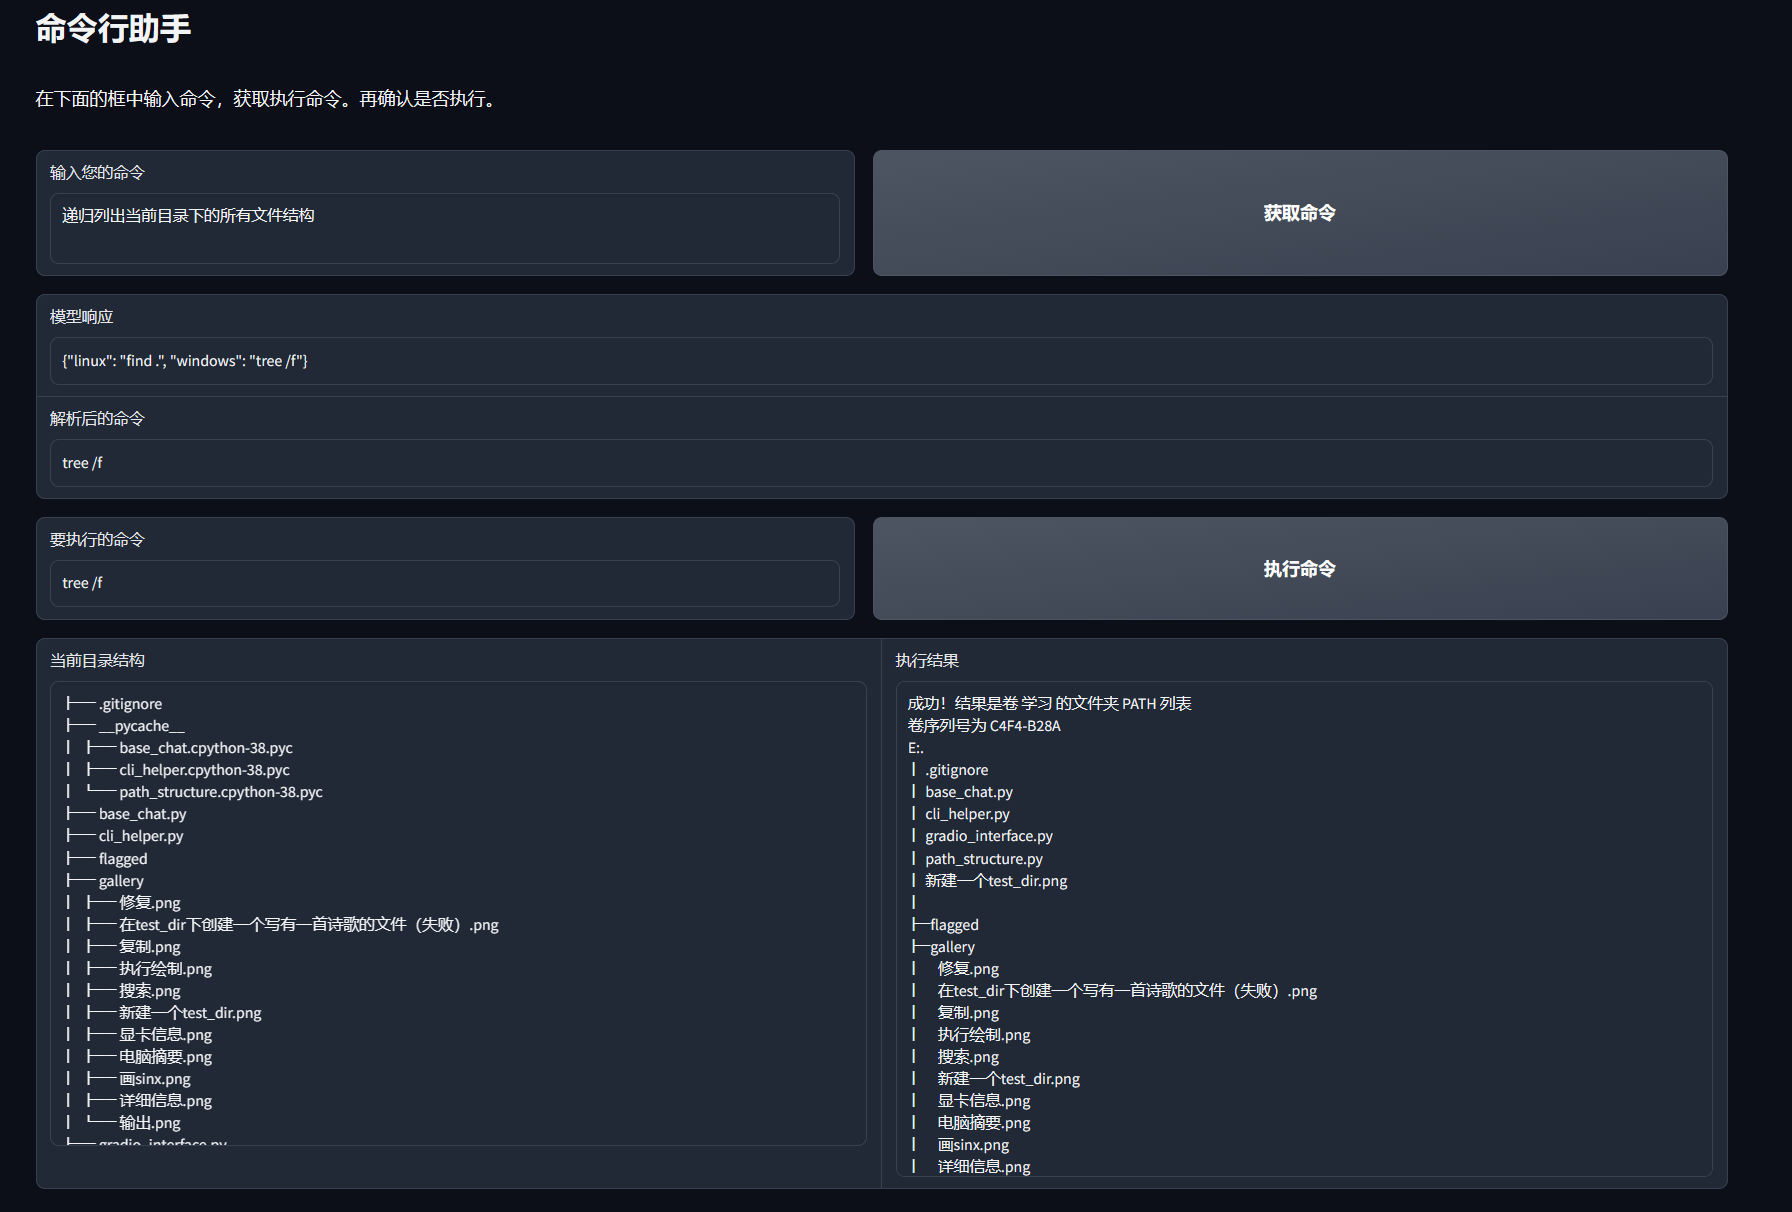 命令行助手
在下面的框中输入命令，获取执行命令。再确认是否执行。
输入您的命令
递归列出当前目录下的所有文件结构
获取命令
模型响应
{"linux": "find .", "windows": "tree /f"}
解析后的命令
tree /f
要执行的命令
tree /f
执行命令
当前目录结构
├── .gitignore
├── __pycache__
│   ├── base_chat.cpython-38.pyc
│   ├── cli_helper.cpython-38.pyc
│   └── path_structure.cpython-38.pyc
├── base_chat.py
├── cli_helper.py
├── flagged
├── gallery
│   ├── 修复.png
│   ├── 在test_dir下创建一个写有一首诗歌的文件（失败）.png
│   ├── 复制.png
│   ├── 执行绘制.png
│   ├── 搜索.png
│   ├── 新建一个test_dir.png
│   ├── 显卡信息.png
│   ├── 电脑摘要.png
│   ├── 画sinx.png
│   ├── 详细信息.png
│   └── 输出.png
├── gradio_interface.py
执行结果
成功！结果是卷 学习 的文件夹 PATH 列表
卷序列号为 C4F4-B28A
E:.
│  .gitignore
│  base_chat.py
│  cli_helper.py
│  gradio_interface.py
│  path_structure.py
│  新建一个test_dir.png
│
├─flagged
├─gallery
│      修复.png
│      在test_dir下创建一个写有一首诗歌的文件（失败）.png
│      复制.png
│      执行绘制.png
│      搜索.png
│      新建一个test_dir.png
│      显卡信息.png
│      电脑摘要.png
│      画sinx.png
│      详细信息.png